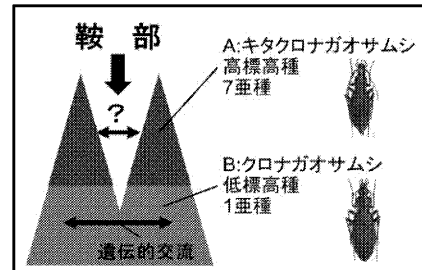 鞍 部
?
A:キタクロナガオサムシ
高標高種
7亜種
B:クロナガオサムシ
低標高種
1亜種
遺伝的交流